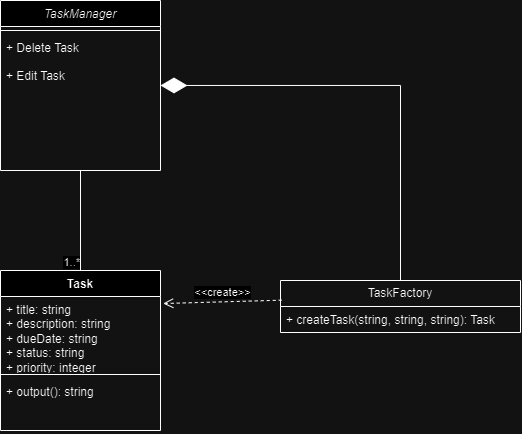 TaskManager
+ Delete Task
+ Edit Task
1..*
Task
+ title: string
+ description: string
+ dueDate: string
+ status: string
+ priority: integer
+ output(): string
<<create>>
TaskFactory
+ createTask(string, string, string): Task